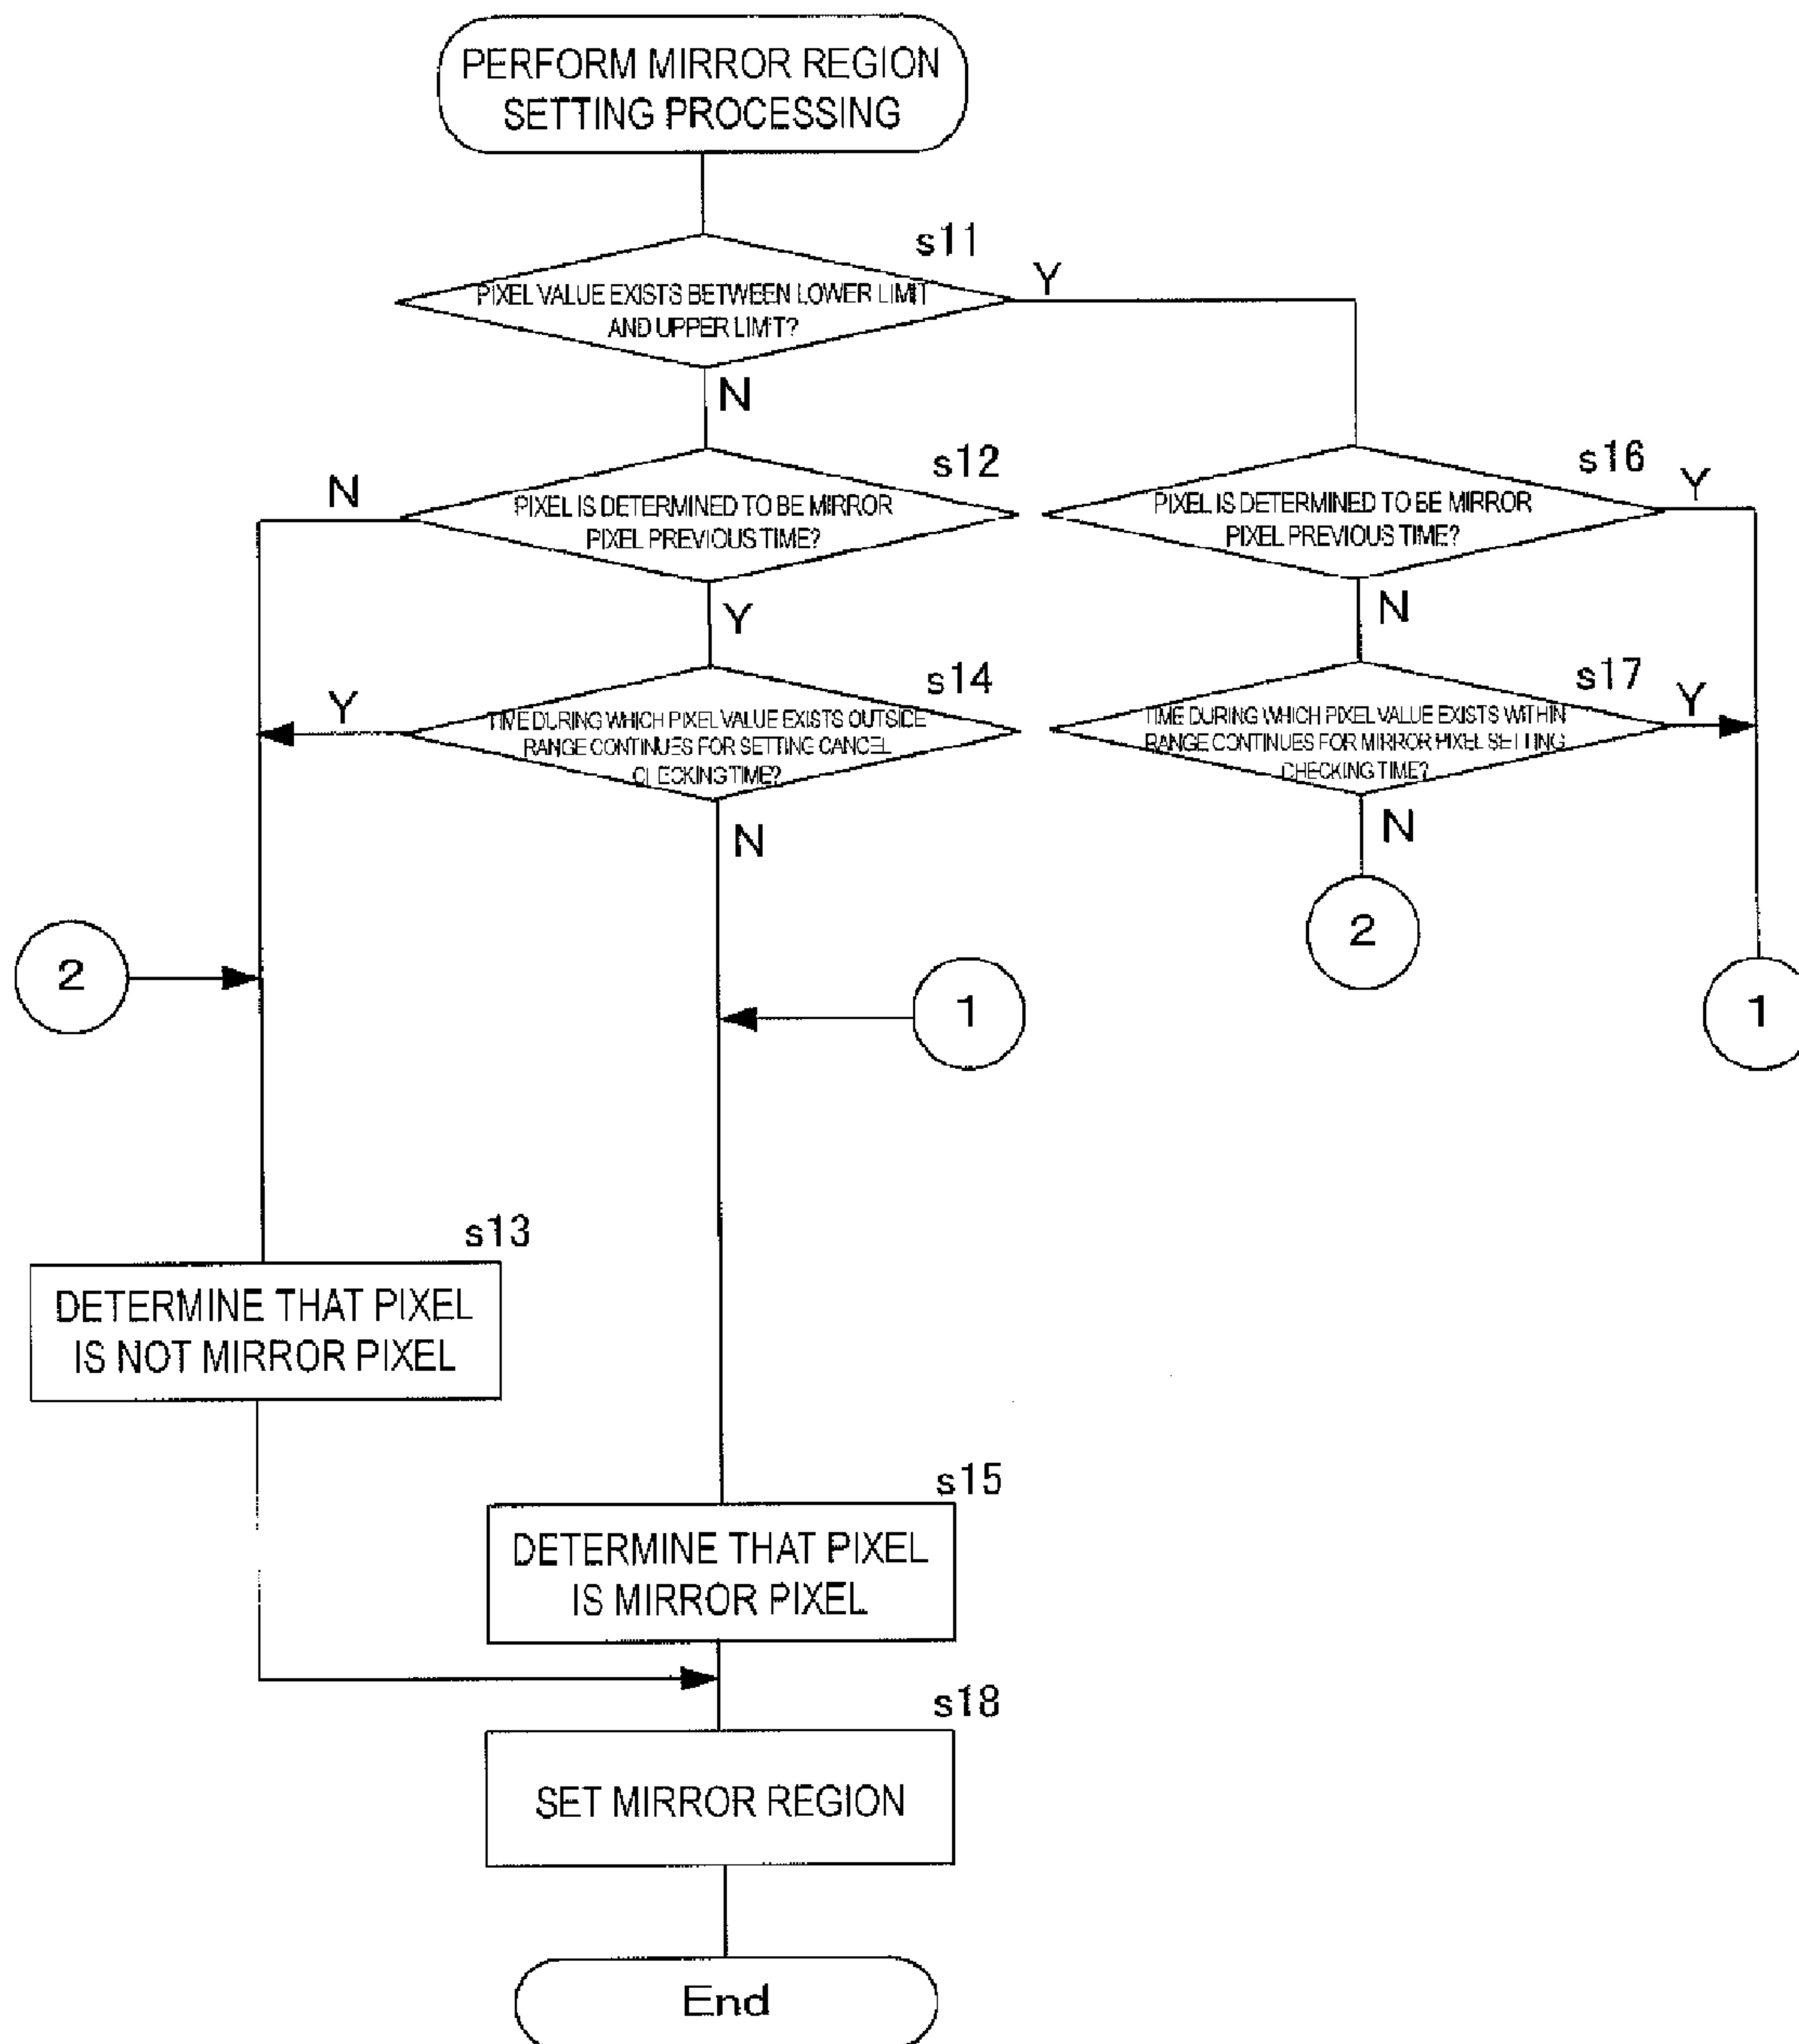 PERFORM MIRROR REGION
SETTING PROCESSING
s11
PIXEL VALUE EXISTS BETWEEN LOWER LIMIT
AND UPPER LIMIT?
Y
N
s12
PIXEL IS DETERMINED TO BE MIRROR
PIXEL PREVIOUS TIME?
N
Y
s16
PIXEL IS DETERMINED TO BE MIRROR
PIXEL PREVIOUS TIME?
Y
N
s14
TIME DURING WHICH PIXEL VALUE EXISTS OUTSIDE
RANGE CONTINUES FOR SETTING CANCEL
CHECKING TIME?
Y
N
s17
TIME DURING WHICH PIXEL VALUE EXISTS WITHIN
RANGE CONTINUES FOR MIRROR PIXEL SETTING
CHECKING TIME?
Y
N
2
2
1
1
s13
DETERMINE THAT PIXEL
IS NOT MIRROR PIXEL
s15
DETERMINE THAT PIXEL
IS MIRROR PIXEL
s18
SET MIRROR REGION
End